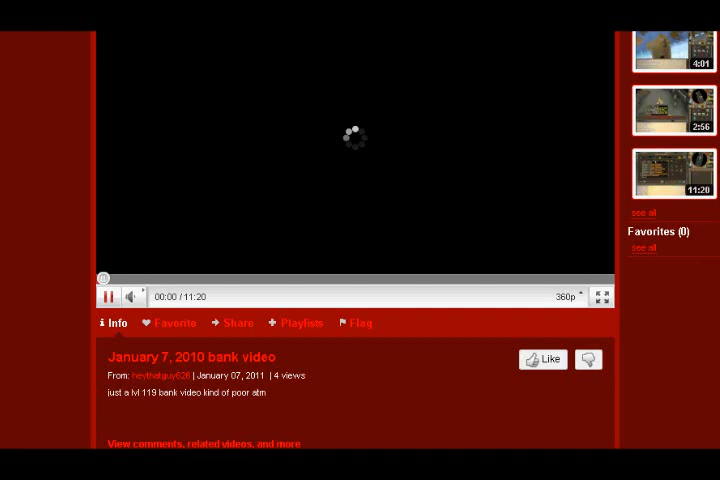 4:01
2:56
11:20
see all
Favorites (0)
see all
00:00 / 11:20
360p
Info Favorite Share Playlists Flag
January 7, 2010 bank video
Like
From: heythatguy626 | January 07, 2011 | 4 views
just a lvl 119 bank video kind of poor atm
View comments, related videos, and more